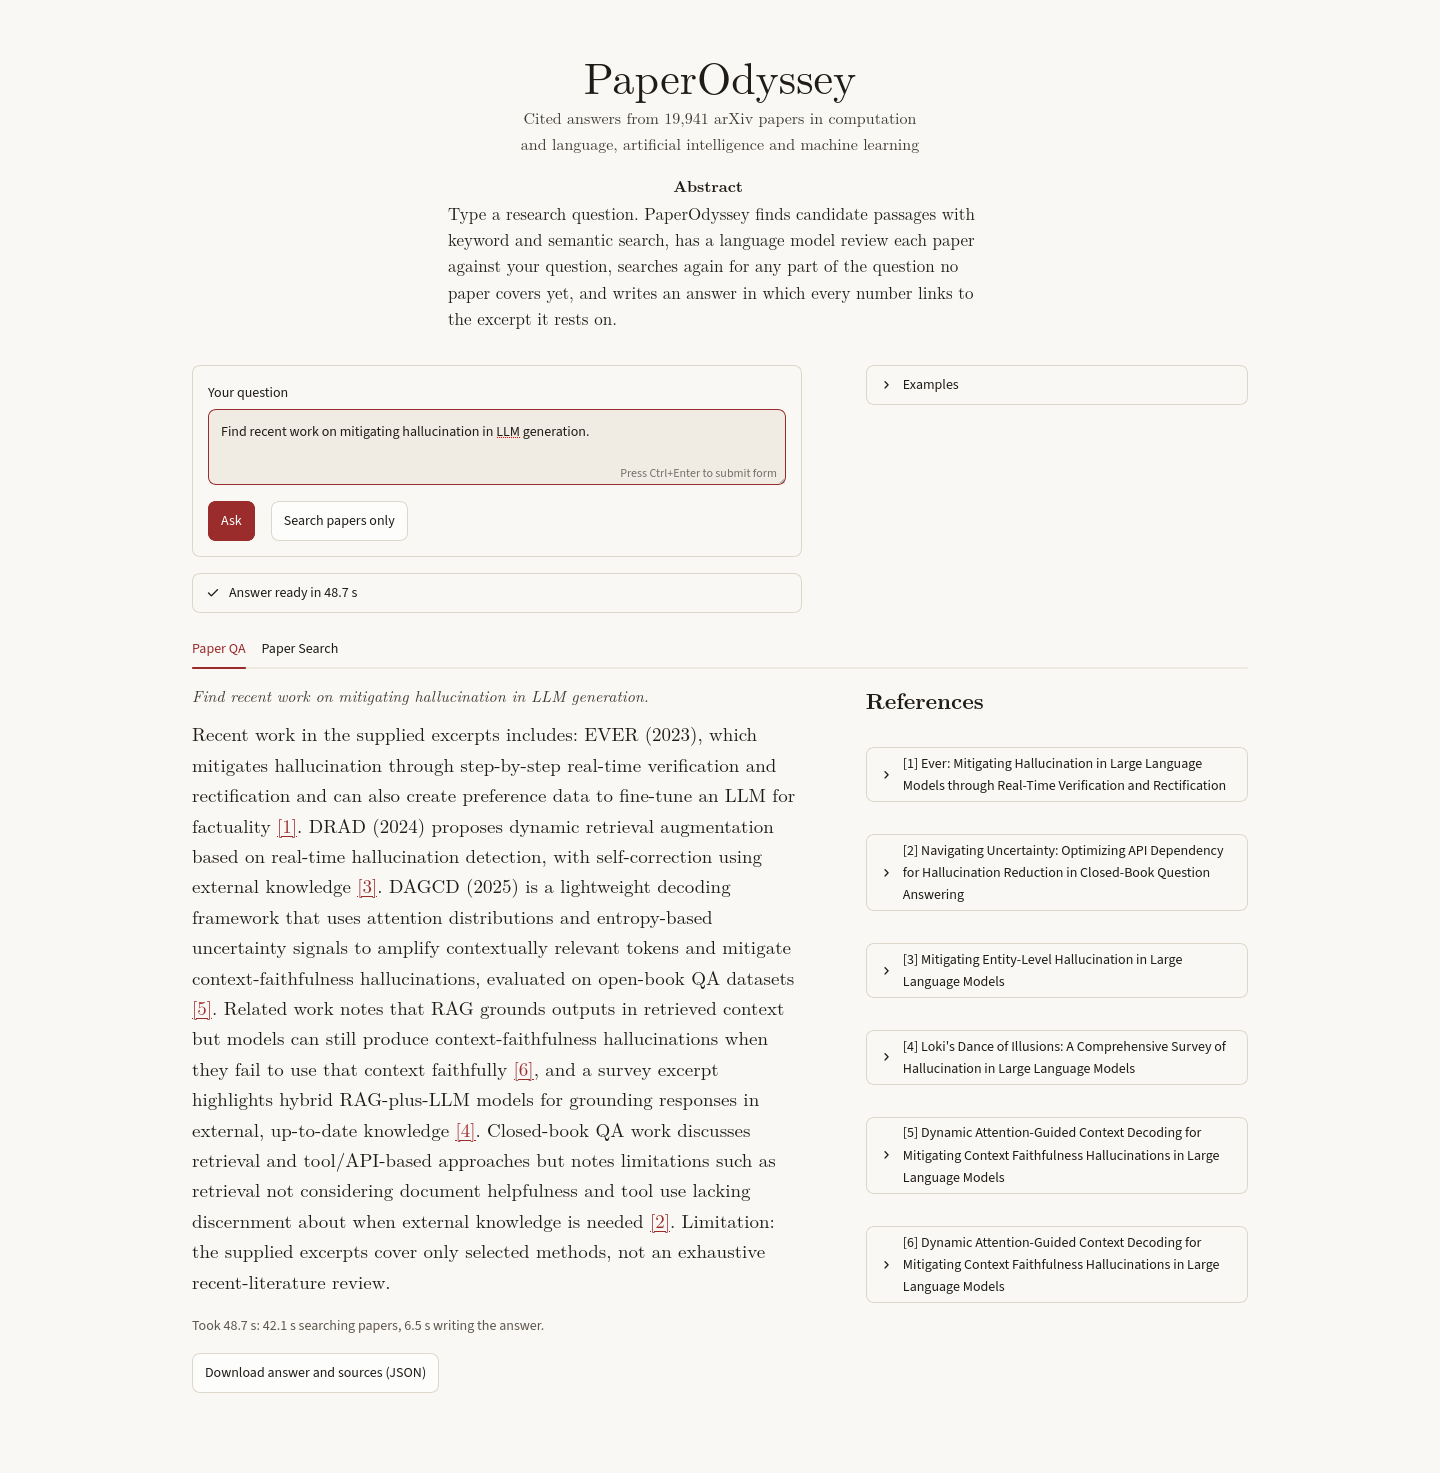 PaperOdyssey
Cited answers from 19,941 arXiv papers in computation
and language, artificial intelligence and machine learning
Abstract
Type a research question. PaperOdyssey finds candidate passages with
keyword and semantic search, has a language model review each paper
against your question, searches again for any part of the question no
paper covers yet, and writes an answer in which every number links to
the excerpt it rests on.
Your question
Find recent work on mitigating hallucination in LLM generation.
Press Ctrl+Enter to submit form
Ask
Search papers only
Examples
Answer ready in 48.7 s
Paper QA
Paper Search
Find recent work on mitigating hallucination in LLM generation.
Recent work in the supplied excerpts includes: EVER (2023), which
mitigates hallucination through step-by-step real-time verification and
rectification and can also create preference data to fine-tune an LLM for
factuality [1]. DRAD (2024) proposes dynamic retrieval augmentation
based on real-time hallucination detection, with self-correction using
external knowledge [3]. DAGCD (2025) is a lightweight decoding
framework that uses attention distributions and entropy-based
uncertainty signals to amplify contextually relevant tokens and mitigate
context-faithfulness hallucinations, evaluated on open-book QA datasets
[5]. Related work notes that RAG grounds outputs in retrieved context
but models can still produce context-faithfulness hallucinations when
they fail to use that context faithfully [6], and a survey excerpt
highlights hybrid RAG-plus-LLM models for grounding responses in
external, up-to-date knowledge [4]. Closed-book QA work discusses
retrieval and tool/API-based approaches but notes limitations such as
retrieval not considering document helpfulness and tool use lacking
discernment about when external knowledge is needed [2]. Limitation:
the supplied excerpts cover only selected methods, not an exhaustive
recent-literature review.
Took 48.7 s: 42.1 s searching papers, 6.5 s writing the answer.
Download answer and sources (JSON)
References
[1] Ever: Mitigating Hallucination in Large Language
Models through Real-Time Verification and Rectification
[2] Navigating Uncertainty: Optimizing API Dependency
for Hallucination Reduction in Closed-Book Question
Answering
[3] Mitigating Entity-Level Hallucination in Large
Language Models
[4] Loki's Dance of Illusions: A Comprehensive Survey of
Hallucination in Large Language Models
[5] Dynamic Attention-Guided Context Decoding for
Mitigating Context Faithfulness Hallucinations in Large
Language Models
[6] Dynamic Attention-Guided Context Decoding for
Mitigating Context Faithfulness Hallucinations in Large
Language Models